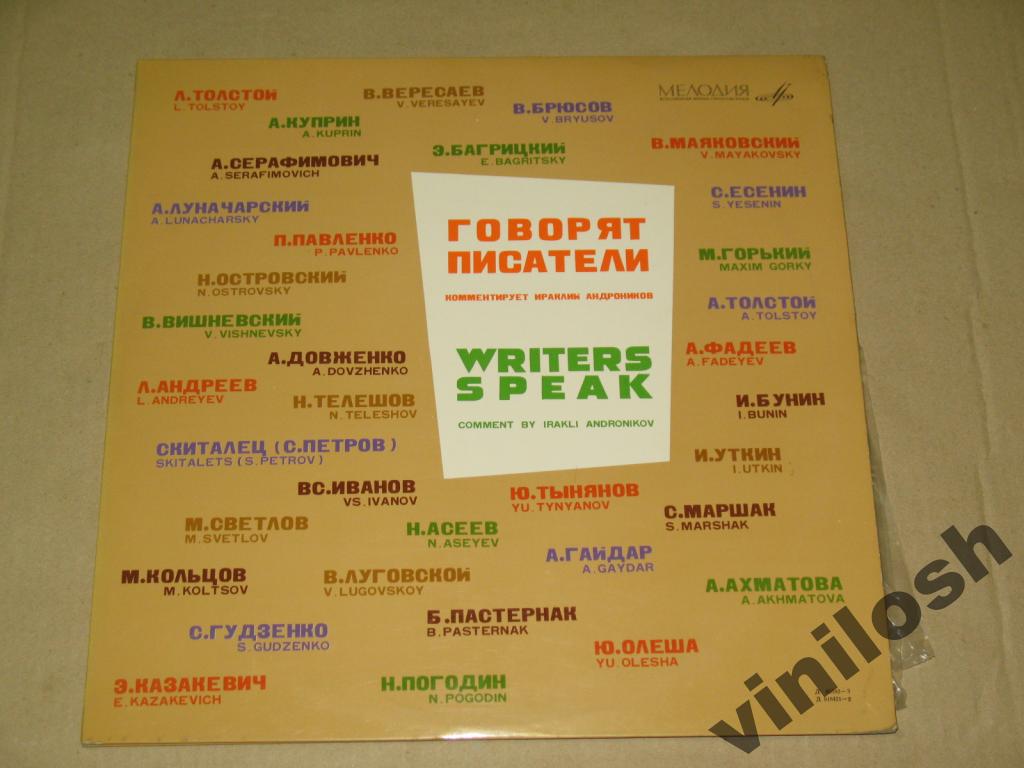 Л.ТОЛСТОЙ
L. TOLSTOY
В.ВЕРЕСАЕВ
V. VERESAYEV
В.БРЮСОВ
V. BRYUSOV
МЕЛОДИЯ
А.КУПРИН
A. KUPRIN
А.СЕРАФИМОВИЧ
A. SERAFIMOVICH
Э.БАГРИЦКИЙ
E. BAGRITSKY
В.МАЯКОВСКИЙ
V. MAYAKOVSKY
А.ЛУНАЧАРСКИЙ
A. LUNACHARSKY
С.ЕСЕНИН
S. YESENIN
П.ПАВЛЕНКО
P. PAVLENKO
ГОВОРЯТ
ПИСАТЕЛИ
КОММЕНТИРУЕТ ИРАКЛИЙ АНДРОНИКОВ
М.ГОРЬКИЙ
MAXIM GORKY
Н.ОСТРОВСКИЙ
N. OSTROVSKY
А.ТОЛСТОЙ
A. TOLSTOY
В.ВИШНЕВСКИЙ
V. VISHNEVSKY
WRITERS
SPEAK
COMMENT BY IRAKLI ANDRONIKOV
А.ДОВЖЕНКО
A. DOVZHENKO
А.ФАДЕЕВ
A. FADEYEV
Л.АНДРЕЕВ
L. ANDREYEV
Н.ТЕЛЕШОВ
N. TELESHOV
И.БУНИН
I. BUNIN
СКИТАЛЕЦ (С.ПЕТРОВ)
SKITALETS (S. PETROV)
И.УТКИН
I. UTKIN
ВС.ИВАНОВ
VS. IVANOV
Ю.ТЫНЯНОВ
YU. TYNYANOV
С.МАРШАК
S. MARSHAK
М.СВЕТЛОВ
M. SVETLOV
Н.АСЕЕВ
N. ASEYEV
А.ГАЙДАР
A. GAYDAR
М.КОЛЬЦОВ
M. KOLTSOV
В.ЛУГОВСКОЙ
V. LUGOVSKOY
А.АХМАТОВА
A. AKHMATOVA
С.ГУДЗЕНКО
S. GUDZENKO
Б.ПАСТЕРНАК
B. PASTERNAK
Ю.ОЛЕША
YU. OLESHA
Э.КАЗАКЕВИЧ
E. KAZAKEVICH
Н.ПОГОДИН
N. POGODIN
vinilosh